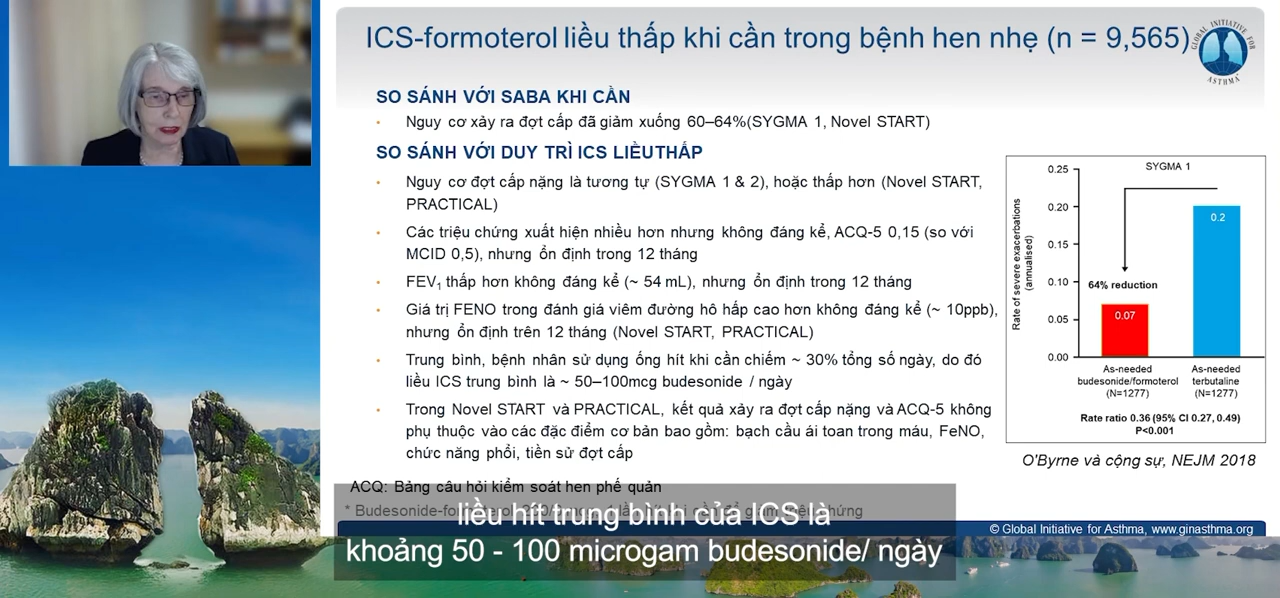 ICS-formoterol liều thấp khi cần trong bệnh hen nhẹ (n = 9,565)
GLOBAL INITIATIVE FOR ASTHMA
SO SÁNH VỚI SABA KHI CẦN
• Nguy cơ xảy ra đợt cấp đã giảm xuống 60–64%(SYGMA 1, Novel START)
SO SÁNH VỚI DUY TRÌ ICS LIỀUTHẤP
• Nguy cơ đợt cấp nặng là tương tự (SYGMA 1 & 2), hoặc thấp hơn (Novel START,
PRACTICAL)
• Các triệu chứng xuất hiện nhiều hơn nhưng không đáng kể, ACQ-5 0,15 (so với
MCID 0,5), nhưng ổn định trong 12 tháng
• FEV₁ thấp hơn không đáng kể (~ 54 mL), nhưng ổn định trong 12 tháng
• Giá trị FENO trong đánh giá viêm đường hô hấp cao hơn không đáng kể (~ 10ppb),
nhưng ổn định trên 12 tháng (Novel START, PRACTICAL)
• Trung bình, bệnh nhân sử dụng ống hít khi cần chiếm ~ 30% tổng số ngày, do đó
liều ICS trung bình là ~ 50–100mcg budesonide / ngày
• Trong Novel START và PRACTICAL, kết quả xảy ra đợt cấp nặng và ACQ-5 không
phụ thuộc vào các đặc điểm cơ bản bao gồm: bạch cầu ái toan trong máu, FeNO,
chức năng phổi, tiền sử đợt cấp
SYGMA 1
Rate of severe exacerbations
(annualised)
0.25
0.20
0.15
0.10
0.05
0.00
64% reduction
0.07
0.2
As-needed
budesonide/formoterol
(N=1277)
As-needed
terbutaline
(N=1277)
Rate ratio 0.36 (95% CI 0.27, 0.49)
P<0.001
O'Byrne và cộng sự, NEJM 2018
ACQ: Bảng câu hỏi kiểm soát hen phế quản
* Budesonide-for
liều hít trung bình của ICS là
khoảng 50 - 100 microgam budesonide/ ngày
© Global Initiative for Asthma, www.ginasthma.org